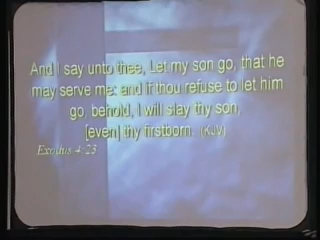 And I say unto thee, Let my son go, that he
may serve me: and if thou refuse to let him
go, behold, I will slay thy son,
[even] thy firstborn. (KJV)
Exodus 4:23